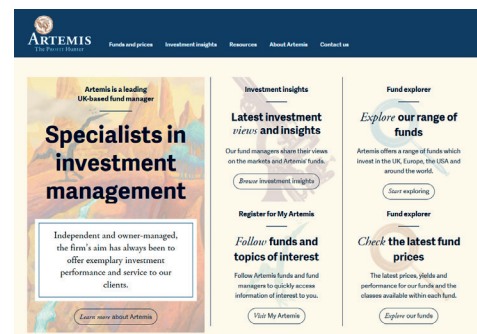 ARTEMIS
The PROFIT Hunter
Funds and prices Investment insights Resources About Artemis Contact us
Artemis is a leading
UK-based fund manager
Specialists in
investment
management
Independent and owner-managed,
the firm's aim has always been to
offer exemplary investment
performance and service to our
clients.
Learn more about Artemis
Investment insights
Latest investment
views and insights
Our fund managers share their views
on the markets and Artemis' funds.
Browse investment insights
Fund explorer
Explore our range of
funds
Artemis offers a range of funds which
invest in the UK, Europe, the USA and
around the world.
Start exploring
Register for My Artemis
Follow funds and
topics of interest
Follow Artemis funds and fund
managers to quickly access
information of interest to you.
Visit My Artemis
Fund explorer
Check the latest fund
prices
The latest prices, yields and
performance for our funds and the
classes available within each fund.
Explore our funds